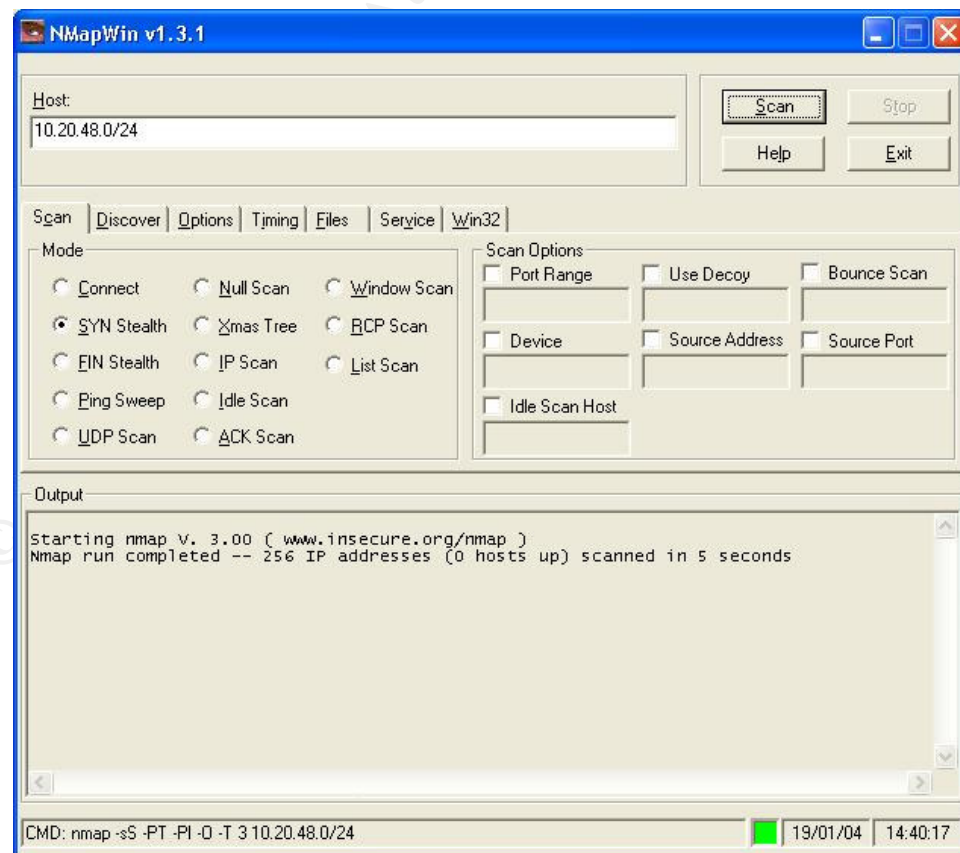 NMapWin v1.3.1
Host:
10.20.48.0/24
Scan
Stop
Help
Exit
Scan Discover Options Timing Files Service Win32
Mode
Connect Null Scan Window Scan
SYN Stealth Xmas Tree RCP Scan
FIN Stealth IP Scan List Scan
Ping Sweep Idle Scan
UDP Scan ACK Scan
Scan Options
Port Range Use Decoy Bounce Scan
Device Source Address Source Port
Idle Scan Host
Output
Starting nmap V. 3.00 ( www.insecure.org/nmap )
Nmap run completed -- 256 IP addresses (0 hosts up) scanned in 5 seconds
CMD: nmap -sS -PT -PI -O -T 3 10.20.48.0/24
19/01/04 14:40:17